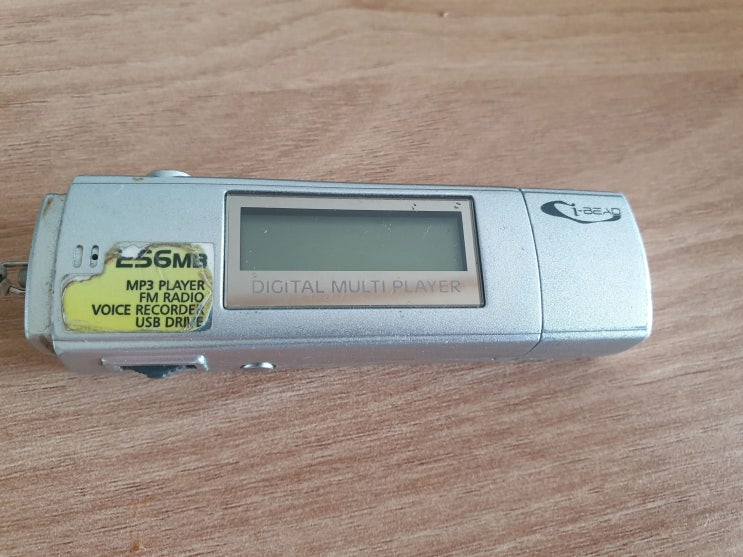 256MB
MP3 PLAYER
FM RADIO
VOICE RECORDER
USB DRIVE
DIGITAL MULTI PLAYER
i-BEAD